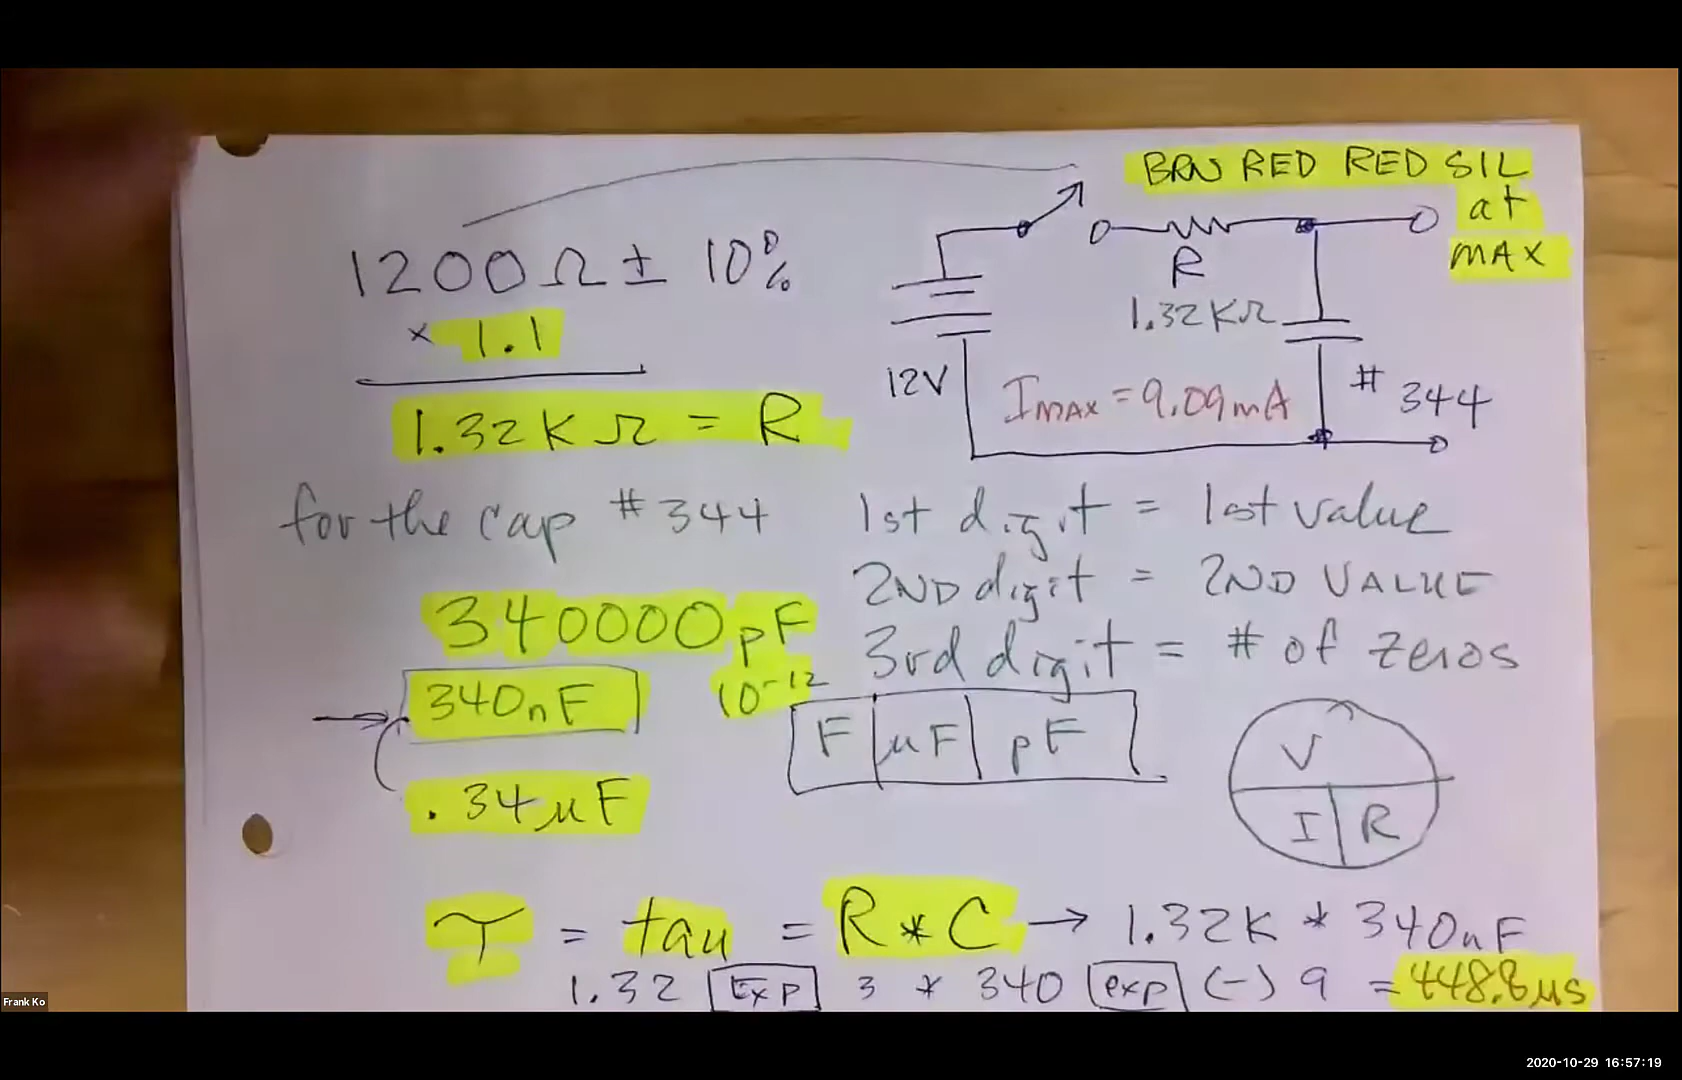 BRN RED RED SIL
at
MAX
1200Ω ± 10%
× 1.1
1.32KΩ = R
R
1.32KΩ
12V
IMAX = 9.09mA
# 344
for the cap #344
1st digit = 1st value
2ND digit = 2ND VALUE
3rd digit = # of zeros
340000pF
10-12
340nF
.34μF
F μF pF
V
I R
T = tau = R*C → 1.32K * 340nF
1.32 Exp 3 * 340 exp (-) 9 = 448.8μs
Frank Ko
2020-10-29 16:57:19